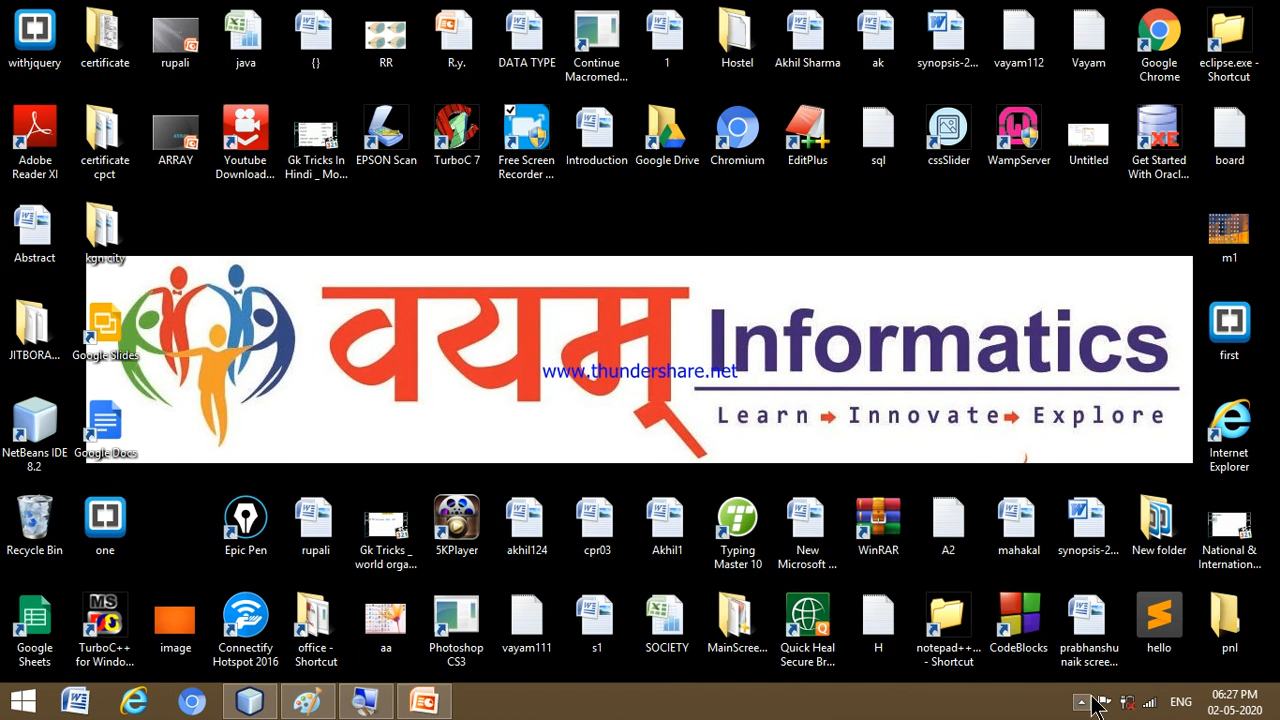 withjquery
certificate
rupali
java
{}
RR
R.y.
DATA TYPE
Continue
Macromed...
1
Hostel
Akhil Sharma
ak
synopsis-2...
vayam112
Vayam
Google
Chrome
eclipse.exe -
Shortcut
Adobe
Reader XI
certificate
cpct
ARRAY
Youtube
Download...
Gk Tricks In
Hindi _ Mo...
EPSON Scan
TurboC 7
Free Screen
Recorder ...
Introduction
Google Drive
Chromium
EditPlus
sql
cssSlider
WampServer
Untitled
Get Started
With Oracl...
board
Abstract
kgn city
m1
वयम् Informatics
www.thundershare.net
Learn Innovate Explore
JITBORA...
Google Slides
first
NetBeans IDE
8.2
Google Docs
Internet
Explorer
Recycle Bin
one
Epic Pen
rupali
Gk Tricks _
world orga...
5KPlayer
akhil124
cpr03
Akhil1
Typing
Master 10
New
Microsoft ...
WinRAR
A2
mahakal
synopsis-2...
New folder
National &
Internation...
Google
Sheets
TurboC++
for Windo...
image
Connectify
Hotspot 2016
office -
Shortcut
aa
Photoshop
CS3
vayam111
s1
SOCIETY
MainScree...
Quick Heal
Secure Br...
H
notepad++...
- Shortcut
CodeBlocks
prabhanshu
naik scree...
hello
pnl
ENG
06:27 PM
02-05-2020